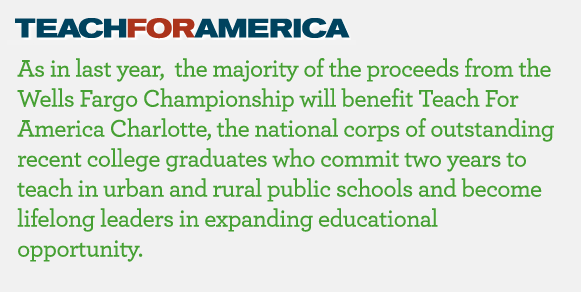 TEACHFORAMERICA
As in last year,  the majority of the proceeds from the
Wells Fargo Championship will benefit Teach For
America Charlotte, the national corps of outstanding
recent college graduates who commit two years to
teach in urban and rural public schools and become
lifelong leaders in expanding educational
opportunity.